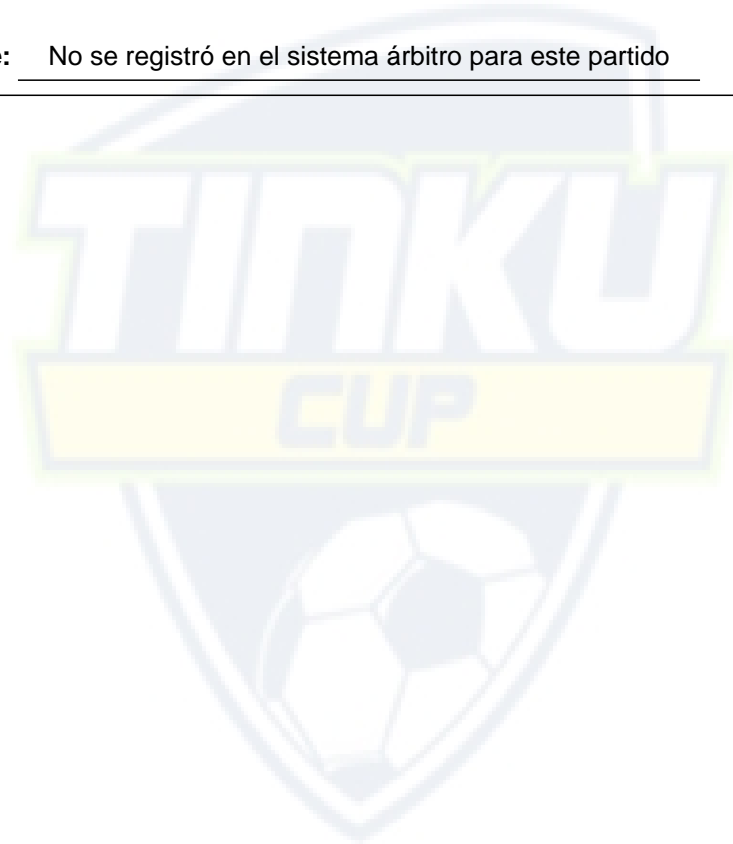 : No se registró en el sistema árbitro para este partido
TINKU
CUP